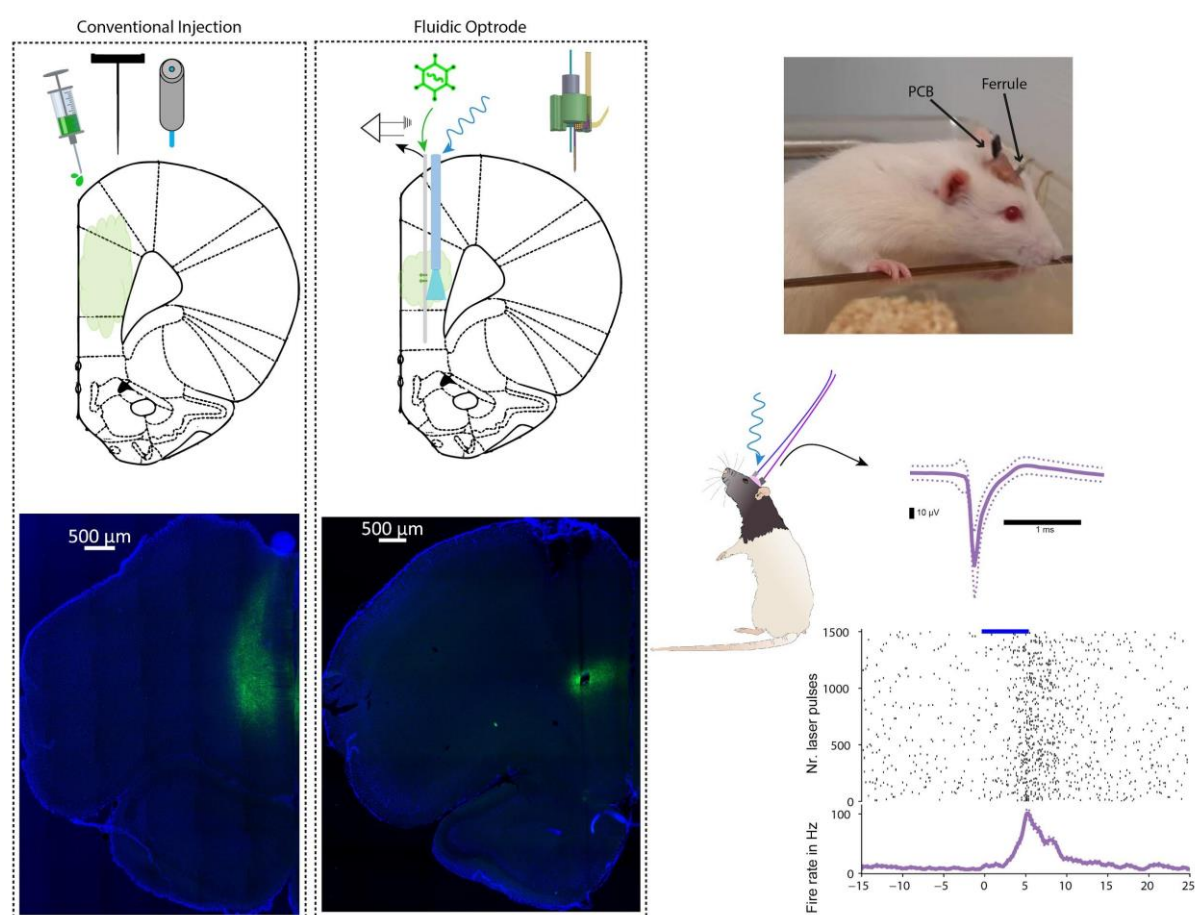 Conventional Injection
Fluidic Optrode
PCB
Ferrule
500 µm
500 µm
10 µV
1 ms
Nr. laser pulses
1500
1000
500
0
Fire rate in Hz
100
0
−15 −10 −5 0 5 10 15 20 25